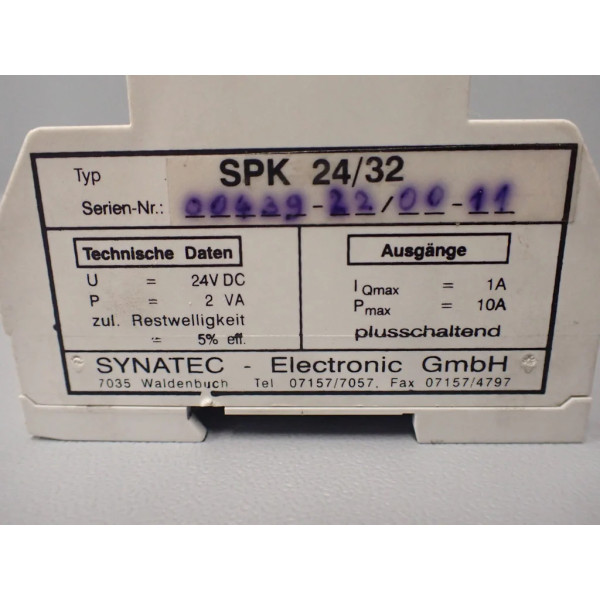 Typ SPK 24/32
Serien-Nr.: 00439-22/00-11
Technische Daten
U = 24V DC
P = 2 VA
zul. Restwelligkeit
= 5% eff.
Ausgänge
I Qmax = 1A
P max = 10A
plusschaltend
SYNATEC - Electronic GmbH
7035 Waldenbuch Tel 07157/7057, Fax 07157/4797